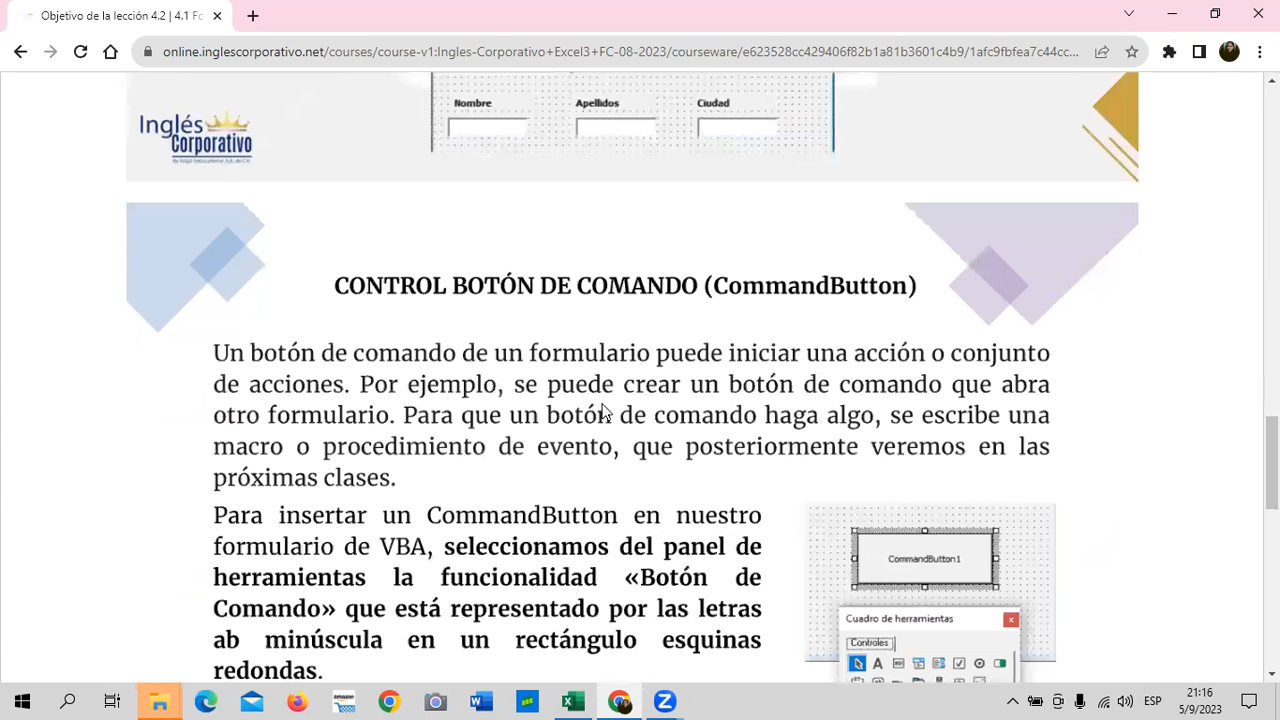 Objetivo de la lección 4.2 | 4.1 Fo
online.inglescorporativo.net/courses/course-v1:Ingles-Corporativo+Excel3+FC-08-2023/courseware/e623528cc429406f82b1a81b3601c4b9/1afc9fbfea7c44cc...
Nombre Apellidos Ciudad
Inglés
Corporativo
CONTROL BOTÓN DE COMANDO (CommandButton)
Un botón de comando de un formulario puede iniciar una acción o conjunto
de acciones. Por ejemplo, se puede crear un botón de comando que abra
otro formulario. Para que un botón de comando haga algo, se escribe una
macro o procedimiento de evento, que posteriormente veremos en las
próximas clases.
Para insertar un CommandButton en nuestro
formulario de VBA, seleccionamos del panel de
herramientas la funcionalidad «Botón de
Comando» que está representado por las letras
ab minúscula en un rectángulo esquinas
redondas.
CommandButton1
Cuadro de herramientas
Controles
ESP
21:16
5/9/2023